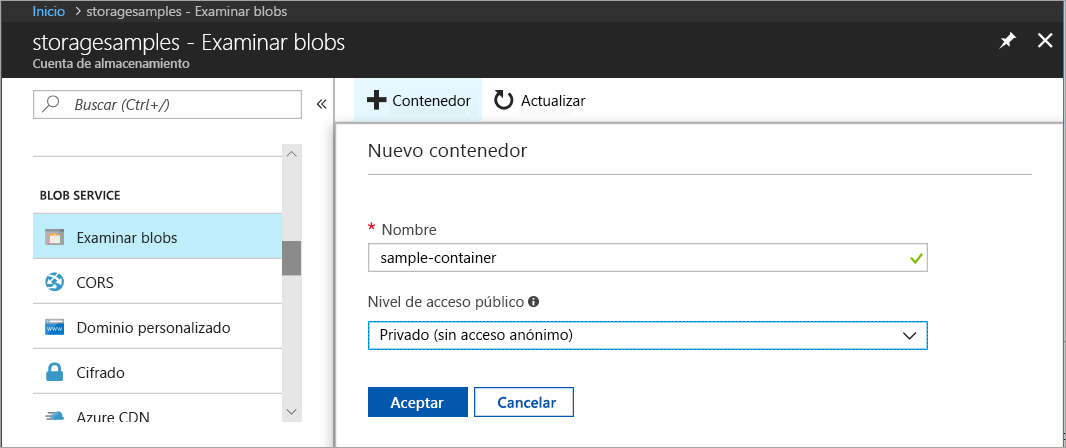 Inicio > storagesamples - Examinar blobs
storagesamples - Examinar blobs
Cuenta de almacenamiento
Buscar (Ctrl+/)
«
Contenedor
Actualizar
BLOB SERVICE
Examinar blobs
CORS
www
Dominio personalizado
Cifrado
Azure CDN
Nuevo contenedor
* Nombre
sample-container
Nivel de acceso público
Privado (sin acceso anónimo)
Aceptar
Cancelar